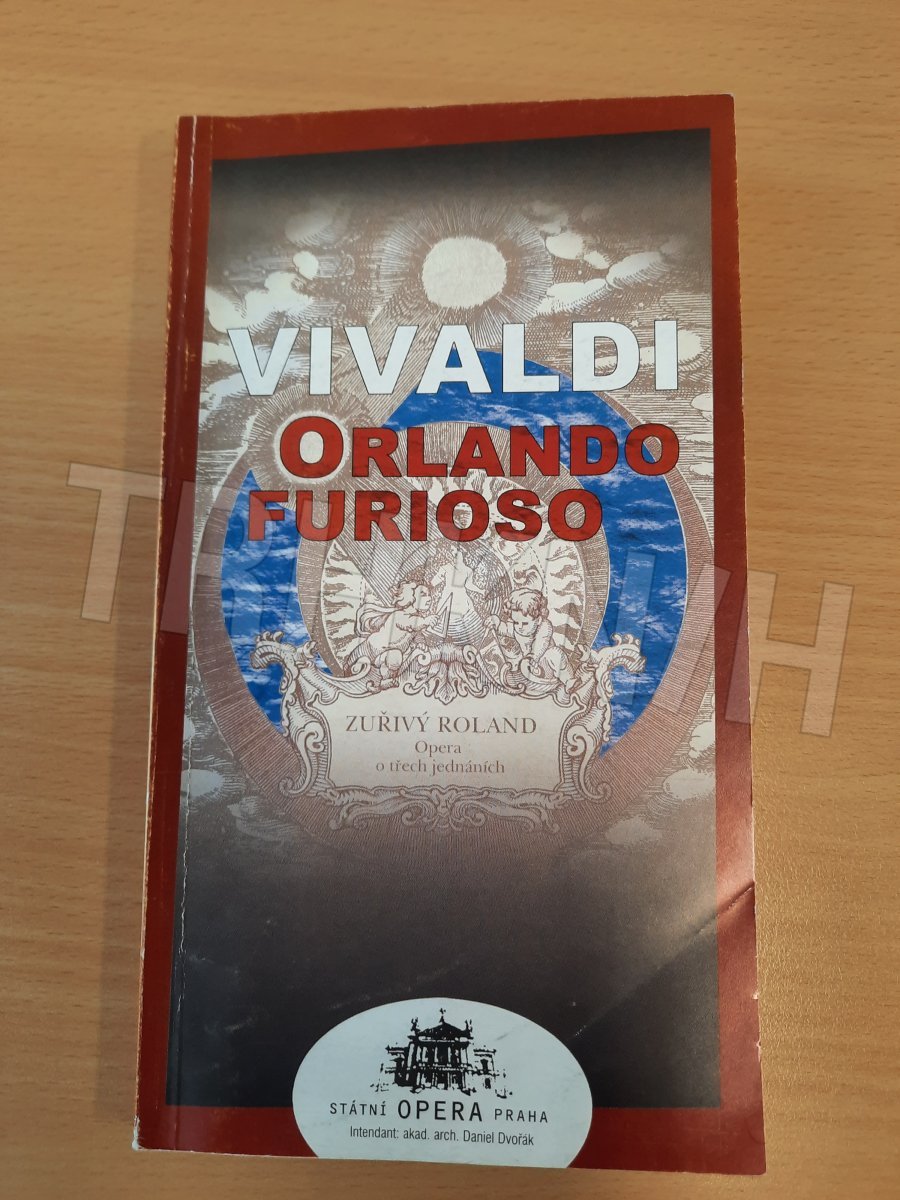 VIVALDI
ORLANDO
FURIOSO
ZUŘIVÝ ROLAND
Opera
o třech jednáních
STÁTNÍ OPERA PRAHA
Intendant: akad. arch. Daniel Dvořák